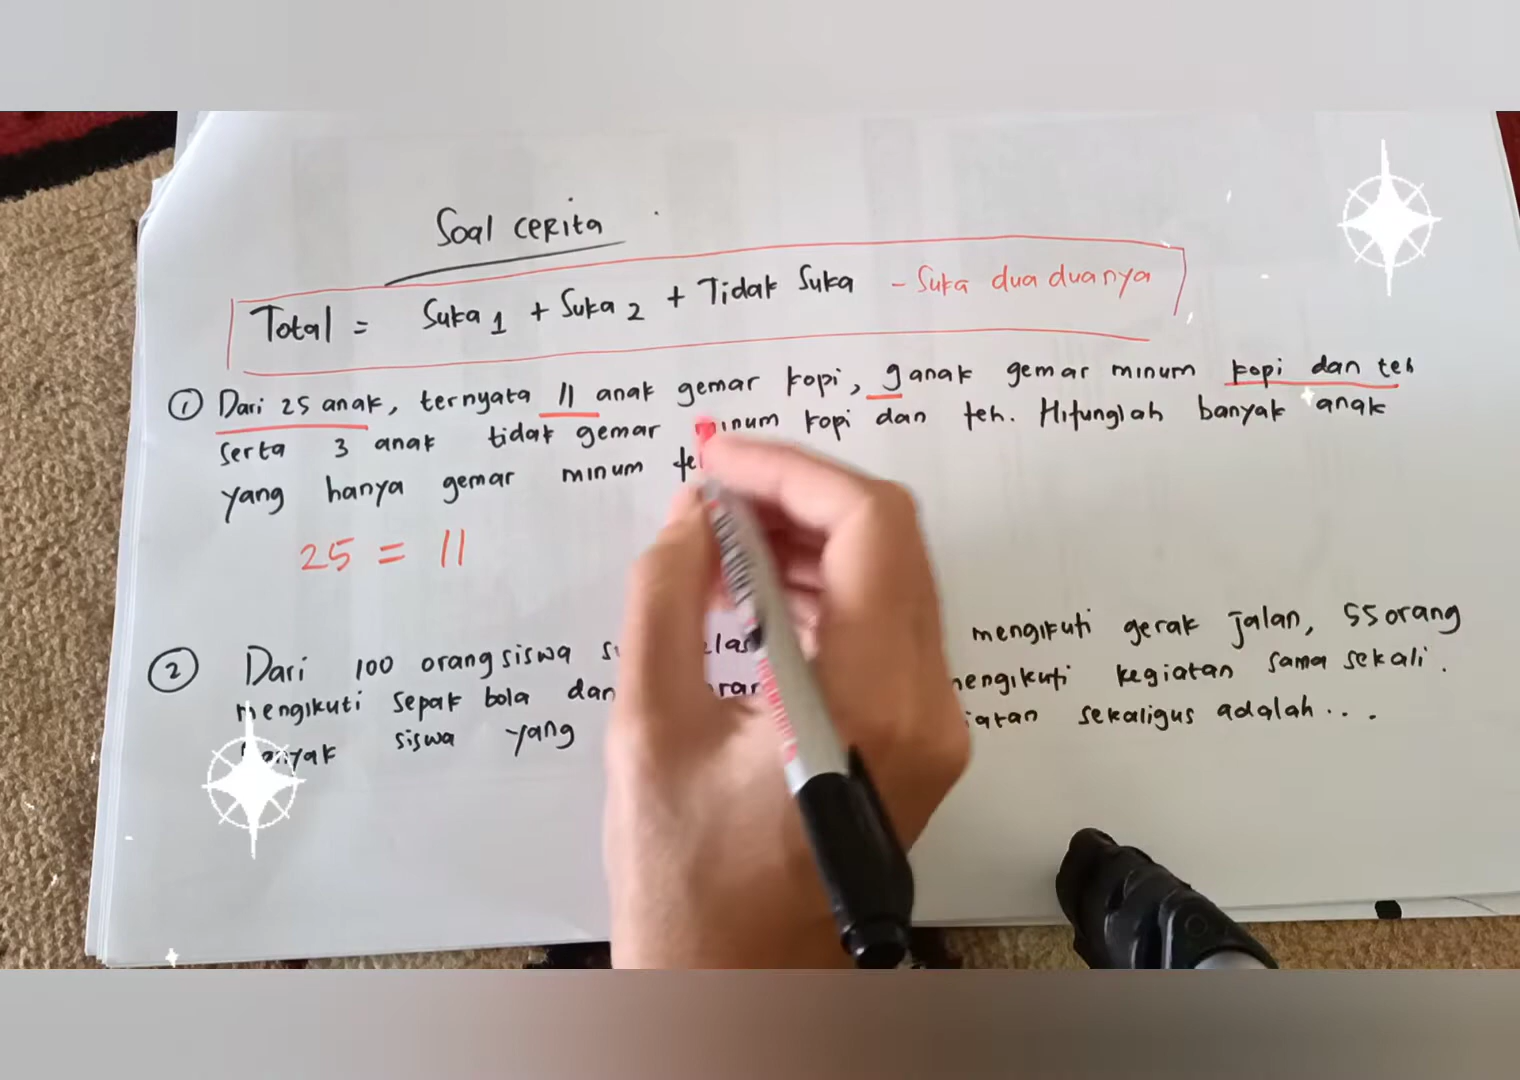 Soal cerita
Total = Suka 1 + Suka 2 + Tidak Suka - Suka dua duanya
① Dari 25 anak, ternyata 11 anak gemar kopi, 9 anak gemar minum kopi dan teh
serta 3 anak tidak gemar minum kopi dan teh. Hitunglah banyak anak
yang hanya gemar minum
25 = 11
② Dari 100 orang siswa mengikuti gerak jalan, 55 orang
mengikuti sepak bola dan mengikuti kegiatan sama sekali.
Banyak siswa yang sekaligus adalah...